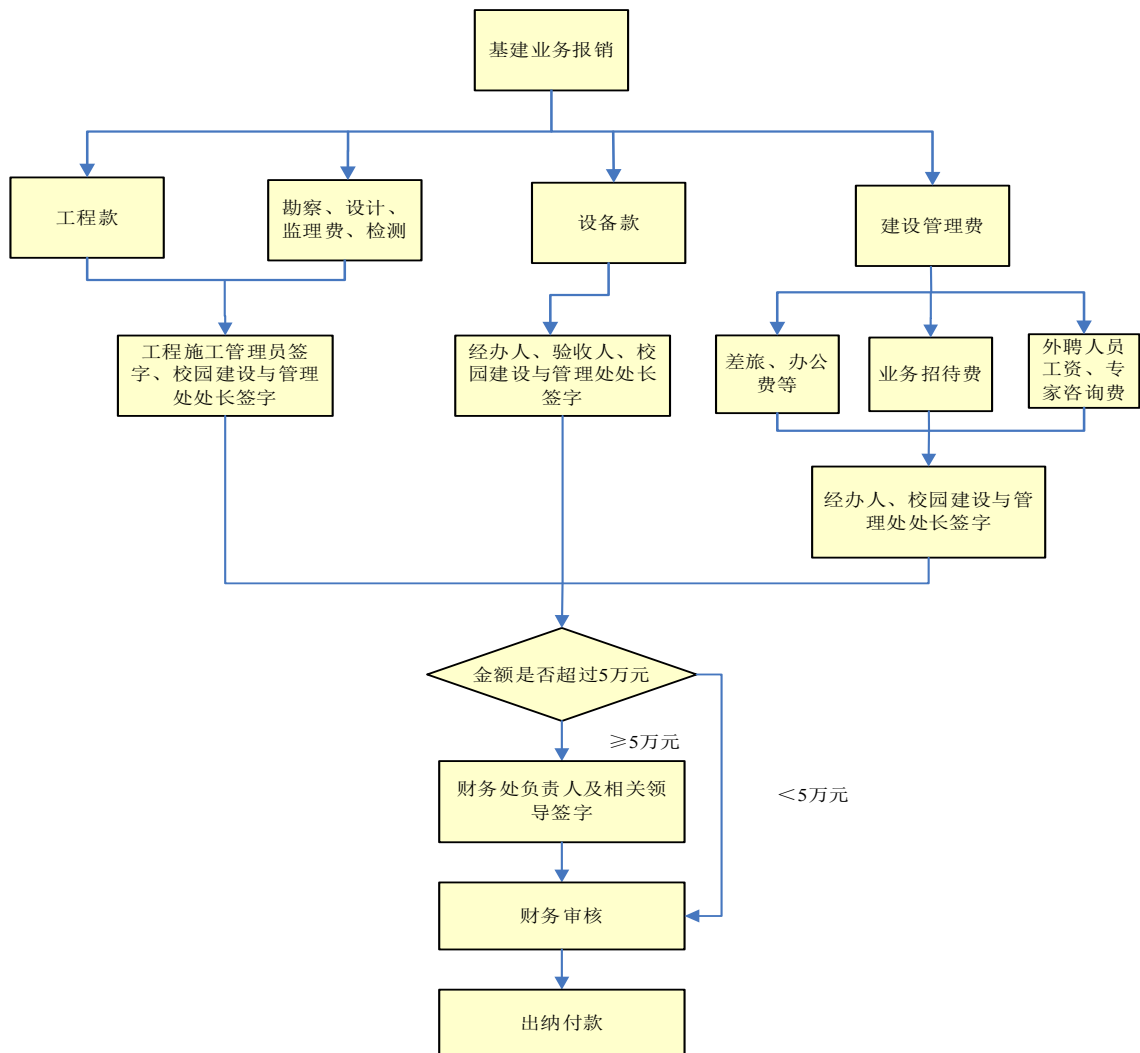 基建业务报销
工程款
勘察、设计、
监理费、检测
设备款
建设管理费
工程施工管理员签
字、校园建设与管理
处处长签字
经办人、验收人、校
园建设与管理处处长
签字
差旅、办公
费等
业务招待费
外聘人员
工资、专
家咨询费
经办人、校园建设与管
理处处长签字
金额是否超过5万元
≥5万元
<5万元
财务处负责人及相关领
导签字
财务审核
出纳付款